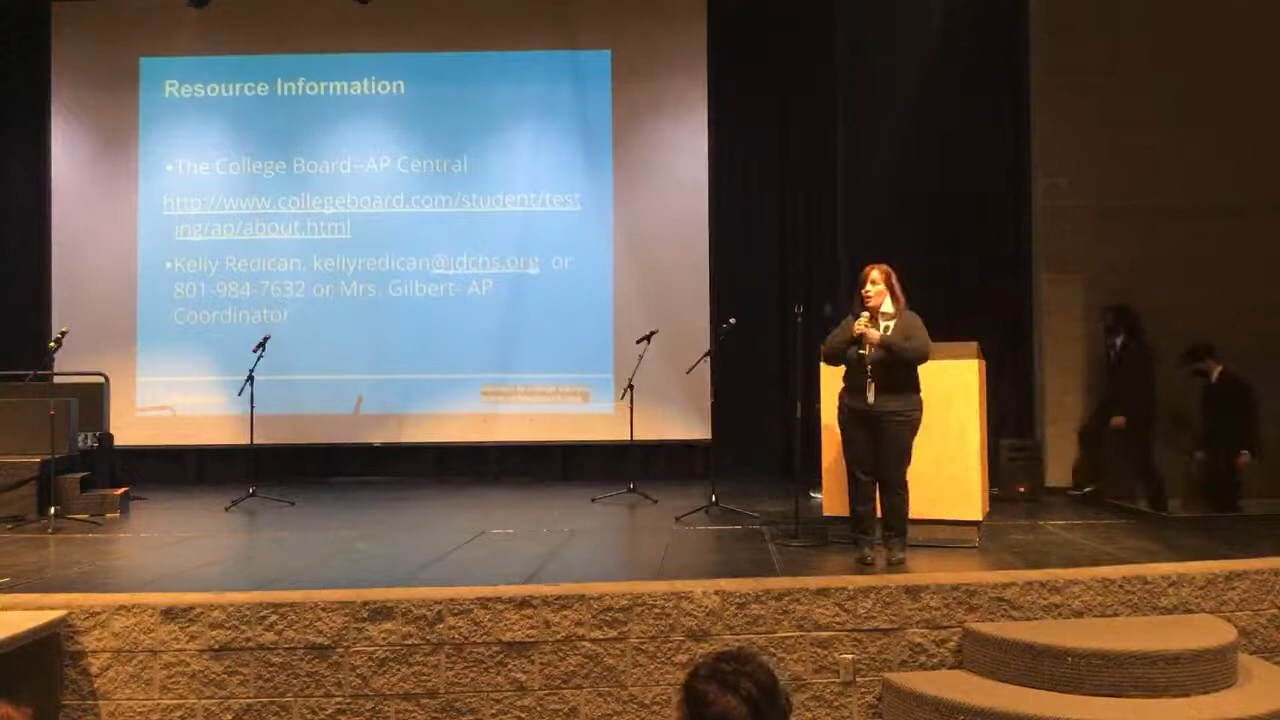 Resource Information
•The College Board--AP Central
http://www.collegeboard.com/student/test
ing/ap/about.html
•Kelly Redican, kellyredican@jdchs.org or
801-984-7632 or Mrs. Gilbert- AP
Coordinator